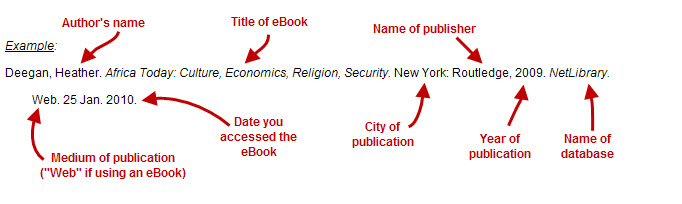 Author's name
Title of eBook
Name of publisher
Example:
Deegan, Heather. Africa Today: Culture, Economics, Religion, Security. New York: Routledge, 2009. NetLibrary.
Web. 25 Jan. 2010.
Date you
accessed the
eBook
City of
publication
Year of
publication
Name of
database
Medium of publication
("Web" if using an eBook)